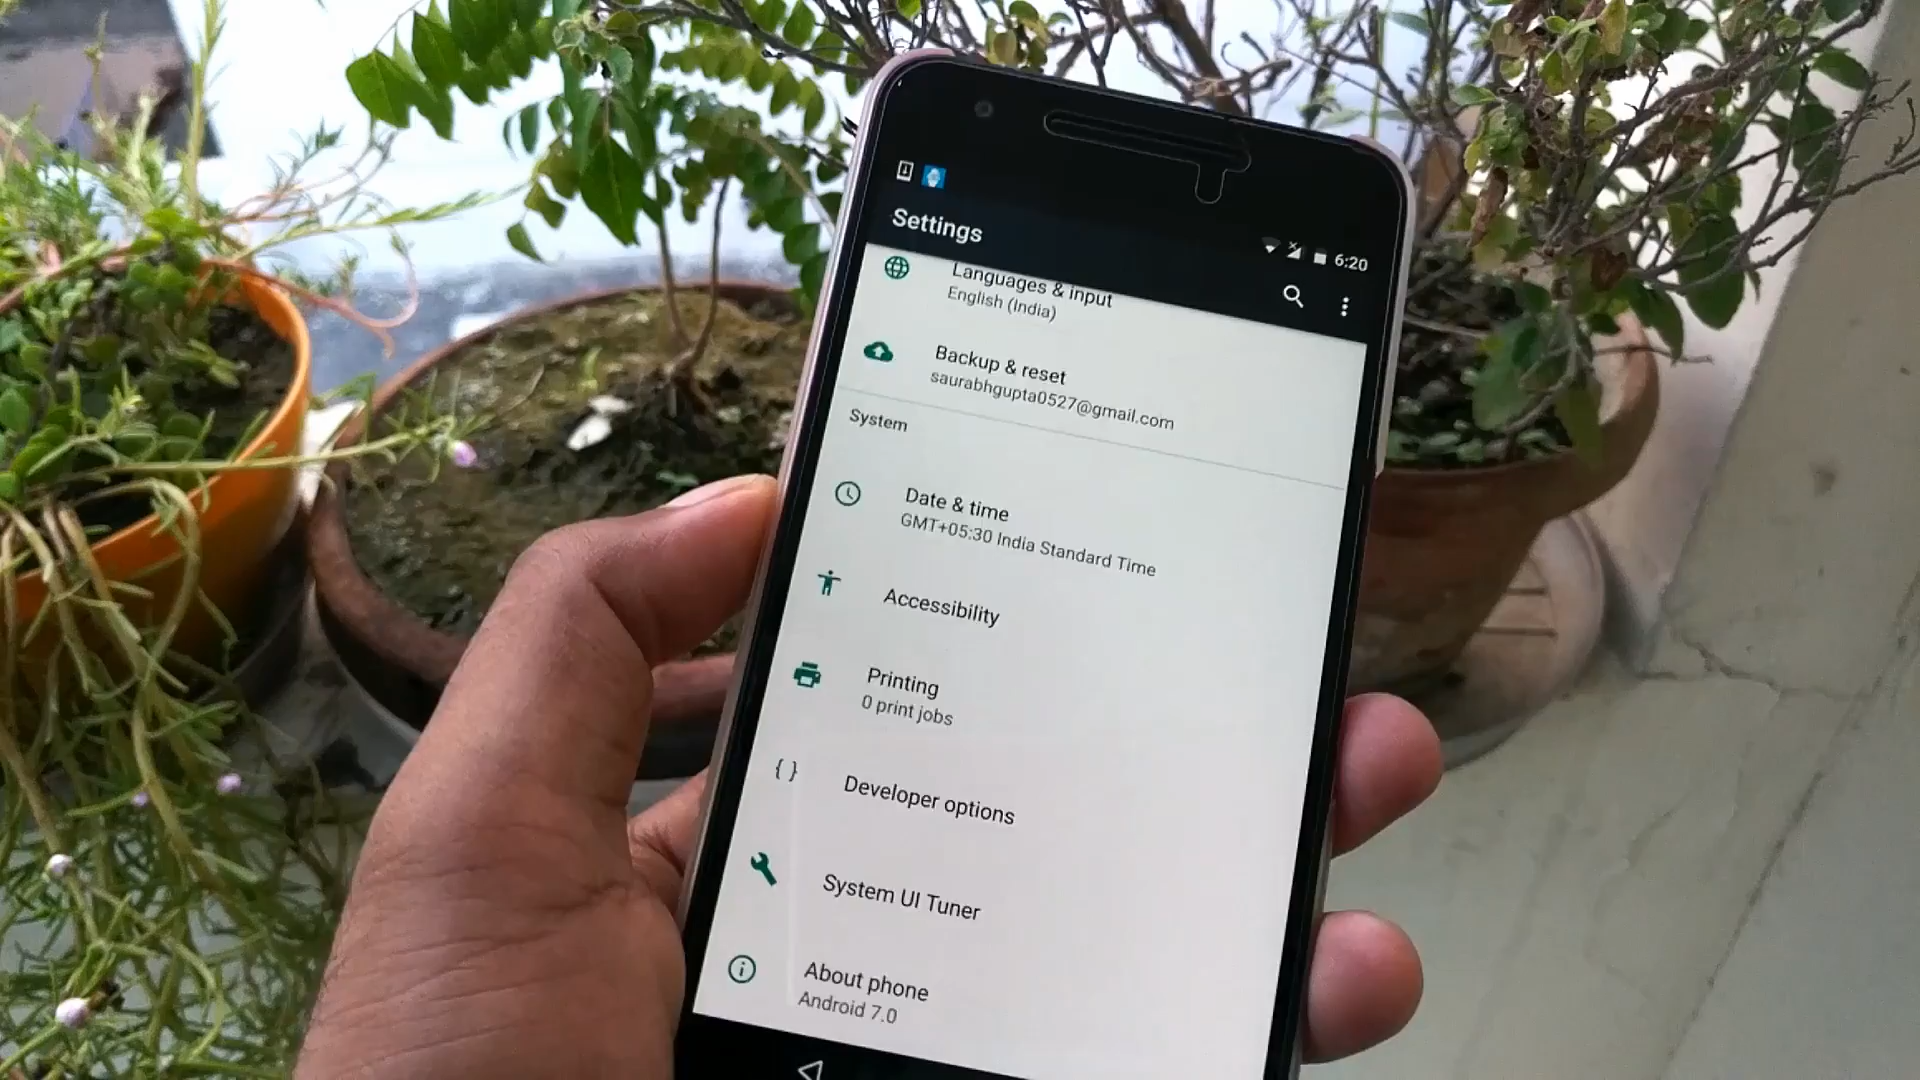 Settings
6:20
Languages & input
English (India)
Backup & reset
saurabhgupta0527@gmail.com
System
Date & time
GMT+05:30 India Standard Time
Accessibility
Printing
0 print jobs
{ } Developer options
System UI Tuner
About phone
Android 7.0